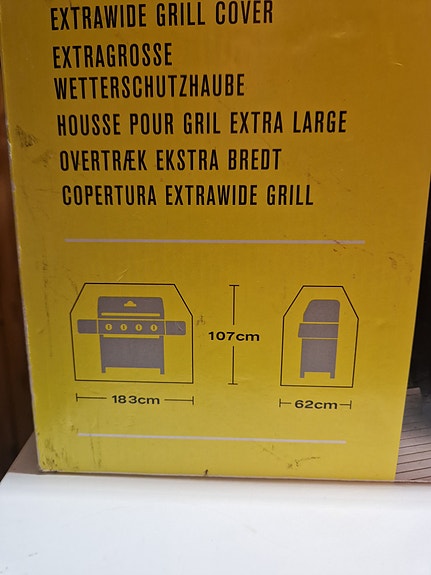 EXTRAWIDE GRILL COVER
EXTRAGROSSE
WETTERSCHUTZHAUBE
HOUSSE POUR GRIL EXTRA LARGE
OVERTRÆK EKSTRA BREDT
COPERTURA EXTRAWIDE GRILL
107cm
183cm
62cm